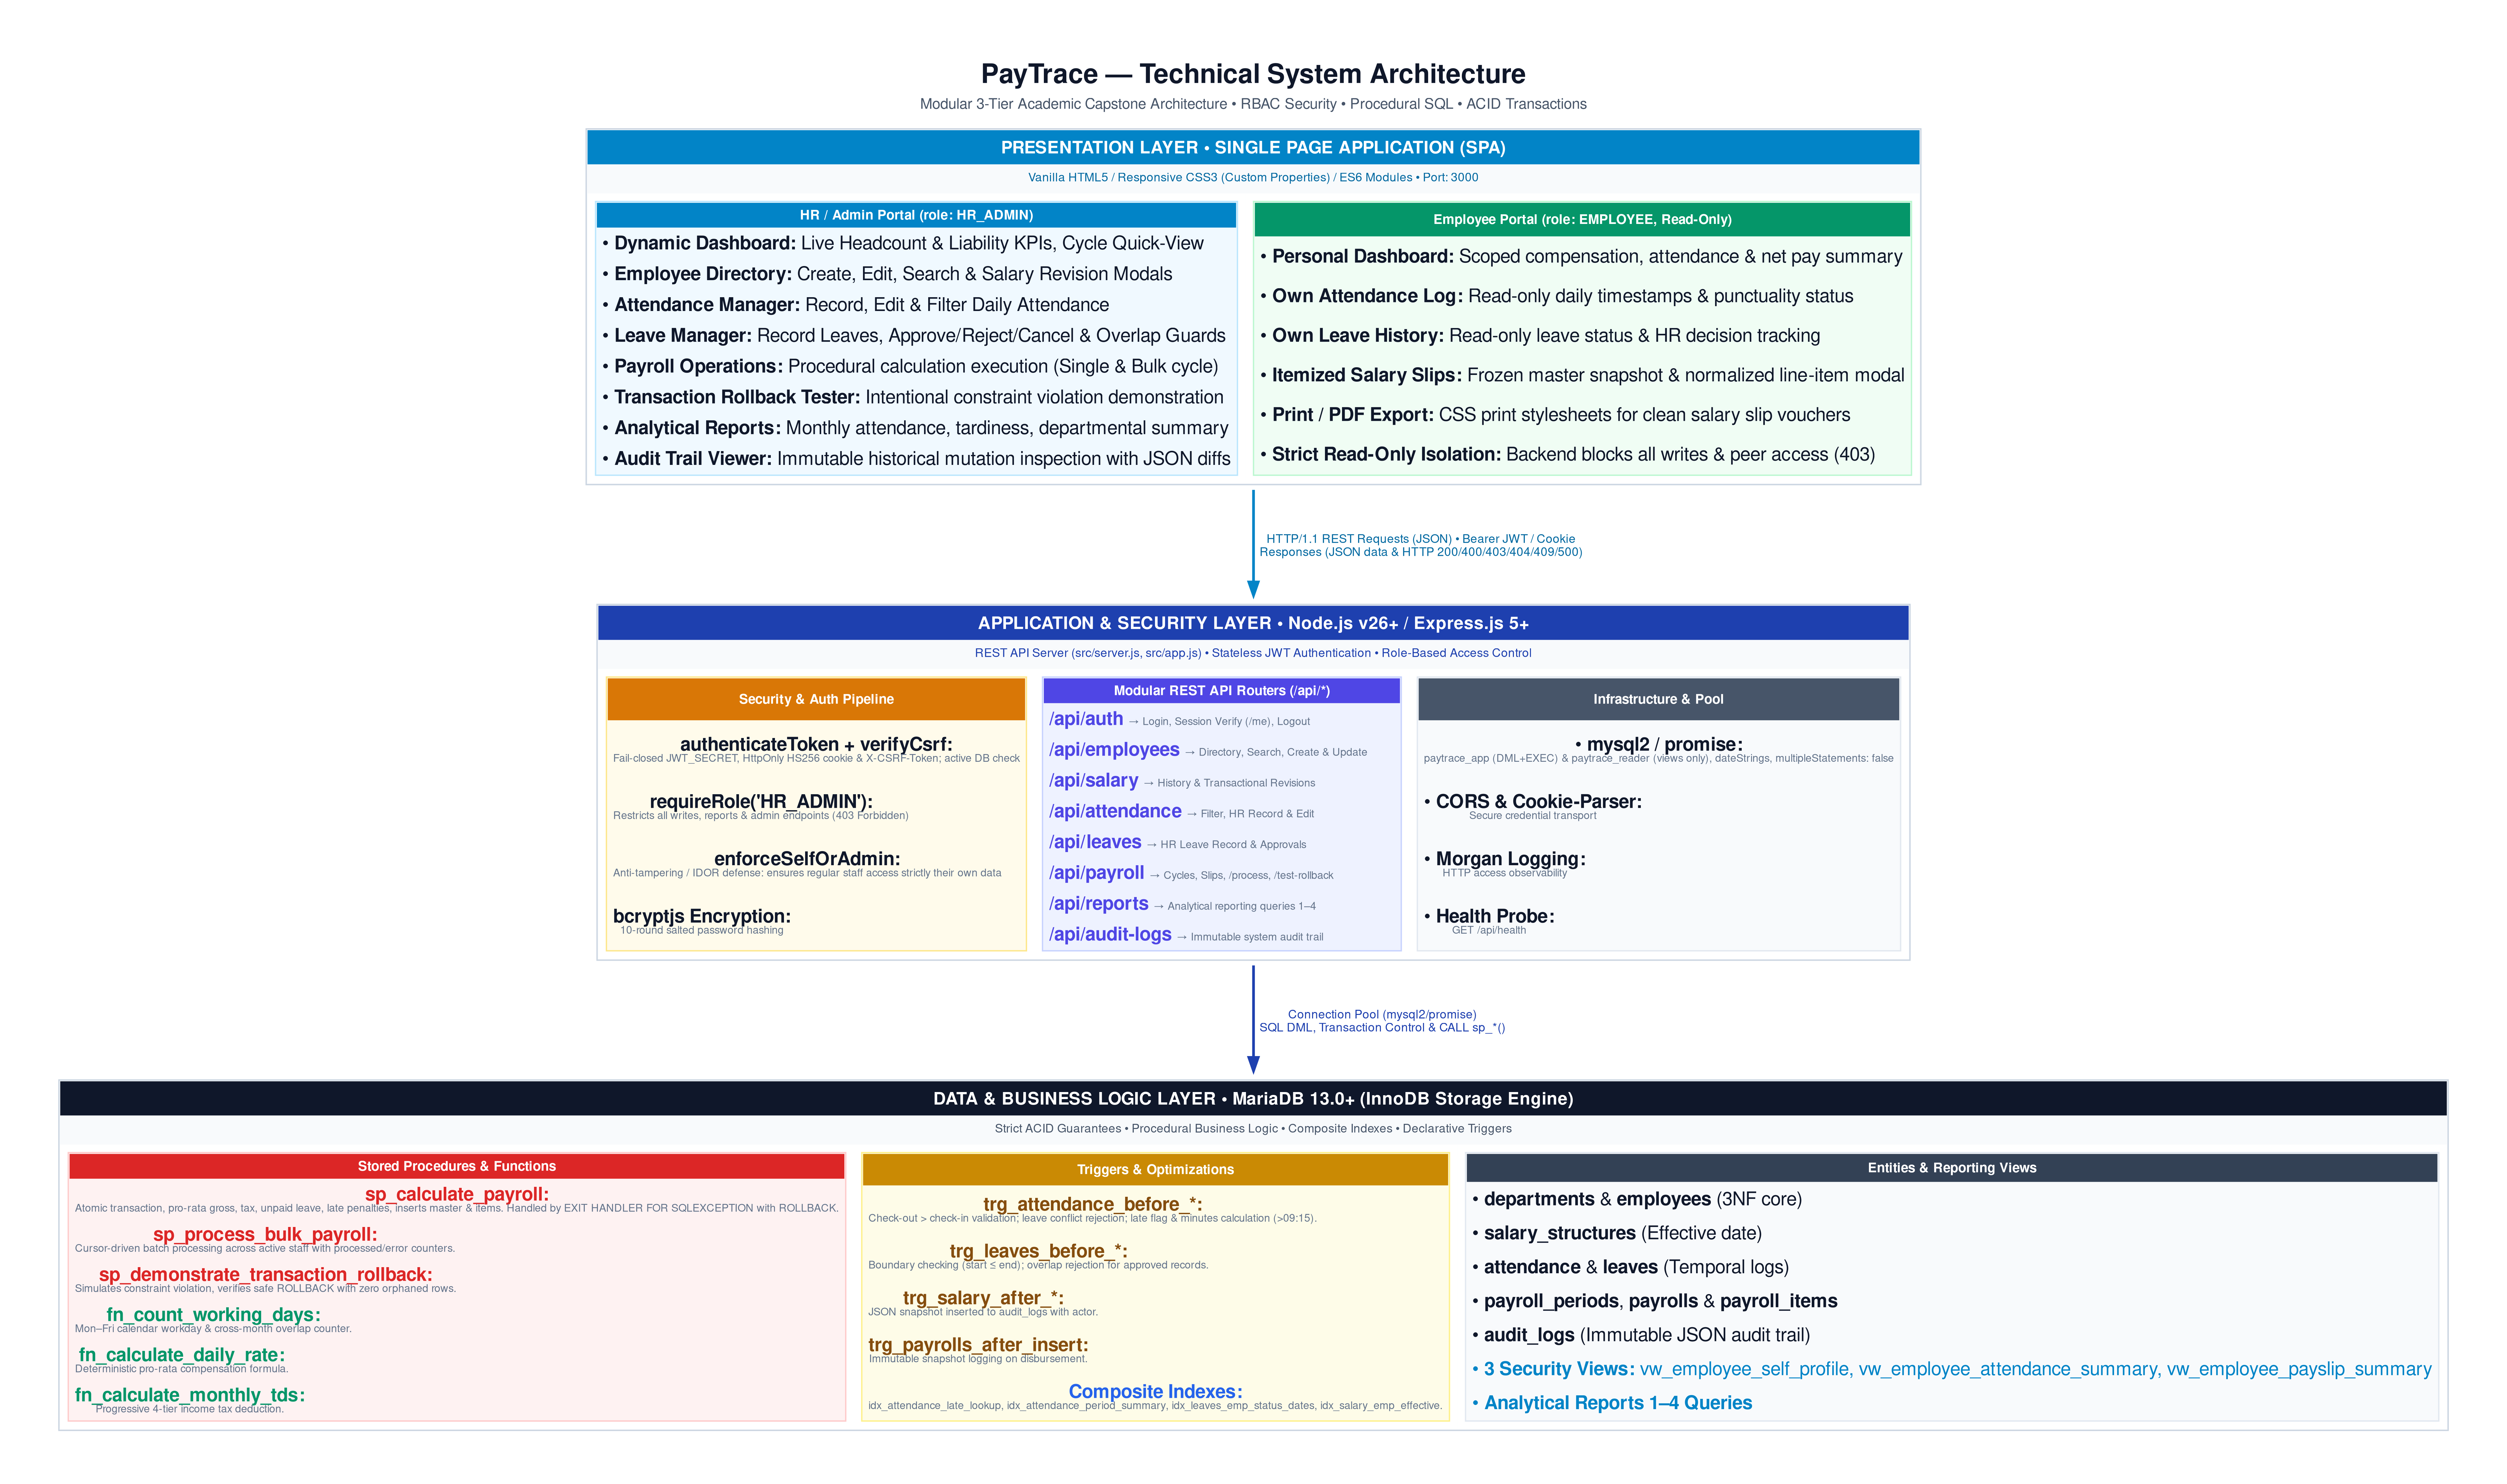 PayTrace — Technical System Architecture
Modular 3-Tier Academic Capstone Architecture • RBAC Security • Procedural SQL • ACID Transactions
PRESENTATION LAYER • SINGLE PAGE APPLICATION (SPA)
Vanilla HTML5 / Responsive CSS3 (Custom Properties) / ES6 Modules • Port: 3000
HR / Admin Portal (role: HR_ADMIN)
• Dynamic Dashboard: Live Headcount & Liability KPIs, Cycle Quick-View
• Employee Directory: Create, Edit, Search & Salary Revision Modals
• Attendance Manager: Record, Edit & Filter Daily Attendance
• Leave Manager: Record Leaves, Approve/Reject/Cancel & Overlap Guards
• Payroll Operations: Procedural calculation execution (Single & Bulk cycle)
• Transaction Rollback Tester: Intentional constraint violation demonstration
• Analytical Reports: Monthly attendance, tardiness, departmental summary
• Audit Trail Viewer: Immutable historical mutation inspection with JSON diffs
Employee Portal (role: EMPLOYEE, Read-Only)
• Personal Dashboard: Scoped compensation, attendance & net pay summary
• Own Attendance Log: Read-only daily timestamps & punctuality status
• Own Leave History: Read-only leave status & HR decision tracking
• Itemized Salary Slips: Frozen master snapshot & normalized line-item modal
• Print / PDF Export: CSS print stylesheets for clean salary slip vouchers
• Strict Read-Only Isolation: Backend blocks all writes & peer access (403)
HTTP/1.1 REST Requests (JSON) • Bearer JWT / Cookie
Responses (JSON data & HTTP 200/400/403/404/409/500)
APPLICATION & SECURITY LAYER • Node.js v26+ / Express.js 5+
REST API Server (src/server.js, src/app.js) • Stateless JWT Authentication • Role-Based Access Control
Security & Auth Pipeline
authenticateToken + verifyCsrf:
Fail-closed JWT_SECRET, HttpOnly HS256 cookie & X-CSRF-Token; active DB check
requireRole('HR_ADMIN'):
Restricts all writes, reports & admin endpoints (403 Forbidden)
enforceSelfOrAdmin:
Anti-tampering / IDOR defense: ensures regular staff access strictly their own data
bcryptjs Encryption:
10-round salted password hashing
Modular REST API Routers (/api/*)
/api/auth → Login, Session Verify (/me), Logout
/api/employees → Directory, Search, Create & Update
/api/salary → History & Transactional Revisions
/api/attendance → Filter, HR Record & Edit
/api/leaves → HR Leave Record & Approvals
/api/payroll → Cycles, Slips, /process, /test-rollback
/api/reports → Analytical reporting queries 1–4
/api/audit-logs → Immutable system audit trail
Infrastructure & Pool
• mysql2 / promise:
paytrace_app (DML+EXEC) & paytrace_reader (views only), dateStrings, multipleStatements: false
• CORS & Cookie-Parser:
Secure credential transport
• Morgan Logging:
HTTP access observability
• Health Probe:
GET /api/health
Connection Pool (mysql2/promise)
SQL DML, Transaction Control & CALL sp_*()
DATA & BUSINESS LOGIC LAYER • MariaDB 13.0+ (InnoDB Storage Engine)
Strict ACID Guarantees • Procedural Business Logic • Composite Indexes • Declarative Triggers
Stored Procedures & Functions
sp_calculate_payroll:
Atomic transaction, pro-rata gross, tax, unpaid leave, late penalties, inserts master & items. Handled by EXIT HANDLER FOR SQLEXCEPTION with ROLLBACK.
sp_process_bulk_payroll:
Cursor-driven batch processing across active staff with processed/error counters.
sp_demonstrate_transaction_rollback:
Simulates constraint violation, verifies safe ROLLBACK with zero orphaned rows.
fn_count_working_days:
Mon–Fri calendar workday & cross-month overlap counter.
fn_calculate_daily_rate:
Deterministic pro-rata compensation formula.
fn_calculate_monthly_tds:
Progressive 4-tier income tax deduction.
Triggers & Optimizations
trg_attendance_before_*:
Check-out > check-in validation; leave conflict rejection; late flag & minutes calculation (>09:15).
trg_leaves_before_*:
Boundary checking (start ≤ end); overlap rejection for approved records.
trg_salary_after_*:
JSON snapshot inserted to audit_logs with actor.
trg_payrolls_after_insert:
Immutable snapshot logging on disbursement.
Composite Indexes:
idx_attendance_late_lookup, idx_attendance_period_summary, idx_leaves_emp_status_dates, idx_salary_emp_effective.
Entities & Reporting Views
• departments & employees (3NF core)
• salary_structures (Effective date)
• attendance & leaves (Temporal logs)
• payroll_periods, payrolls & payroll_items
• audit_logs (Immutable JSON audit trail)
• 3 Security Views: vw_employee_self_profile, vw_employee_attendance_summary, vw_employee_payslip_summary
• Analytical Reports 1–4 Queries